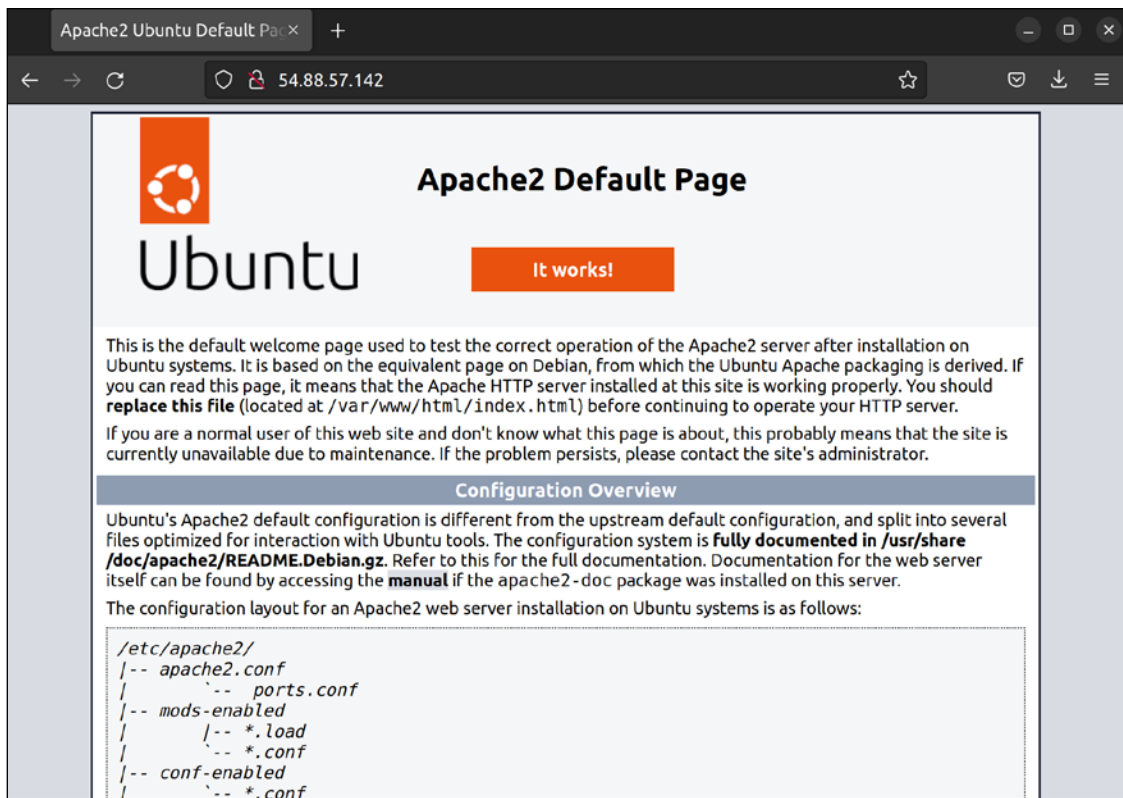 Apache2 Ubuntu Default Pag
54.88.57.142
Apache2 Default Page
Ubuntu
It works!
This is the default welcome page used to test the correct operation of the Apache2 server after installation on
Ubuntu systems. It is based on the equivalent page on Debian, from which the Ubuntu Apache packaging is derived. If
you can read this page, it means that the Apache HTTP server installed at this site is working properly. You should
replace this file (located at /var/www/html/index.html) before continuing to operate your HTTP server.
If you are a normal user of this web site and don't know what this page is about, this probably means that the site is
currently unavailable due to maintenance. If the problem persists, please contact the site's administrator.
Configuration Overview
Ubuntu's Apache2 default configuration is different from the upstream default configuration, and split into several
files optimized for interaction with Ubuntu tools. The configuration system is fully documented in /usr/share
/doc/apache2/README.Debian.gz. Refer to this for the full documentation. Documentation for the web server
itself can be found by accessing the manual if the apache2-doc package was installed on this server.
The configuration layout for an Apache2 web server installation on Ubuntu systems is as follows:
/etc/apache2/
|-- apache2.conf
|       `--  ports.conf
|-- mods-enabled
|       |-- *.load
|       `-- *.conf
|-- conf-enabled
|       `-- *.conf